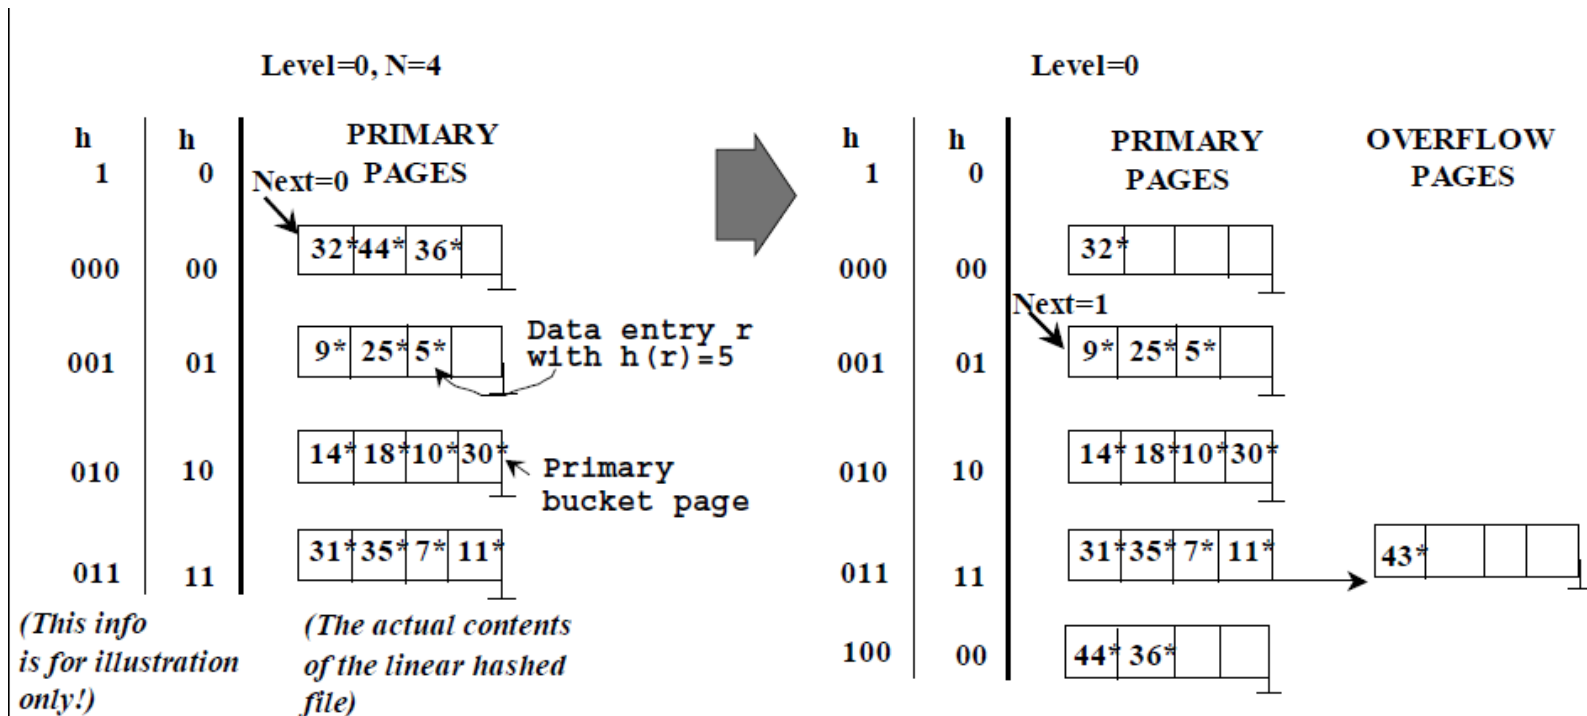 Level=0, N=4
h h PRIMARY
1 0 PAGES
Next=0
000 00 32* 44* 36*
001 01 9* 25* 5*
Data entry r
with h(r)=5
010 10 14* 18* 10* 30*
Primary
bucket page
011 11 31* 35* 7* 11*
(This info
is for illustration
only!)
(The actual contents
of the linear hashed
file)
Level=0
h h PRIMARY OVERFLOW
1 0 PAGES PAGES
000 00 32*
Next=1
001 01 9* 25* 5*
010 10 14* 18* 10* 30*
011 11 31* 35* 7* 11* 43*
100 00 44* 36*